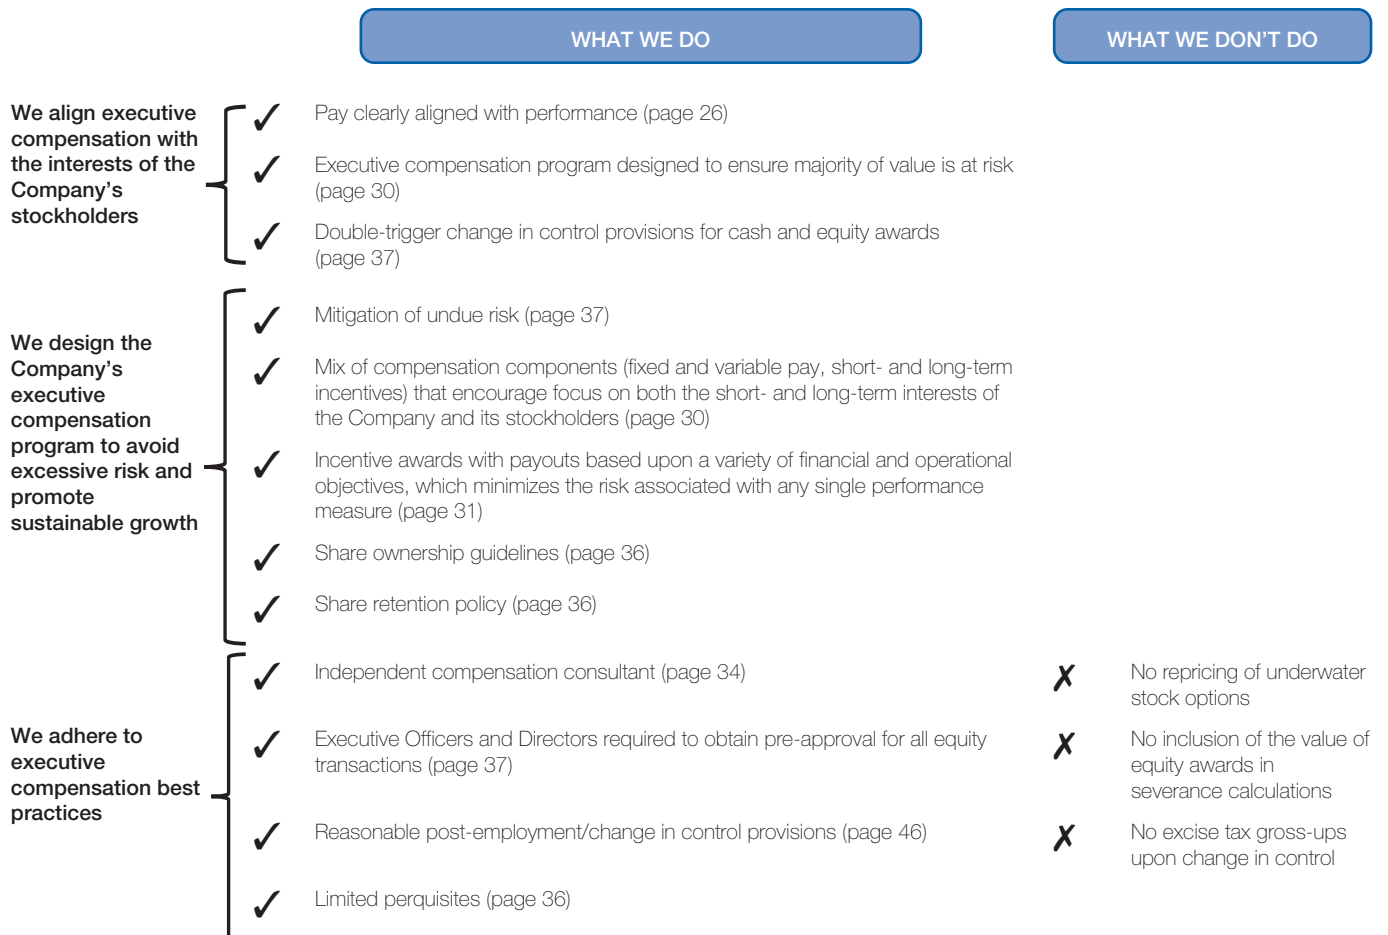 WHAT WE DO
WHAT WE DON'T DO
We align executive
compensation with
the interests of the
Company's
stockholders
✓ Pay clearly aligned with performance (page 26)
✓ Executive compensation program designed to ensure majority of value is at risk
(page 30)
✓ Double-trigger change in control provisions for cash and equity awards
(page 37)
We design the
Company's
executive
compensation
program to avoid
excessive risk and
promote
sustainable growth
✓ Mitigation of undue risk (page 37)
✓ Mix of compensation components (fixed and variable pay, short- and long-term
incentives) that encourage focus on both the short- and long-term interests of
the Company and its stockholders (page 30)
✓ Incentive awards with payouts based upon a variety of financial and operational
objectives, which minimizes the risk associated with any single performance
measure (page 31)
✓ Share ownership guidelines (page 36)
✓ Share retention policy (page 36)
We adhere to
executive
compensation best
practices
✓ Independent compensation consultant (page 34)
✓ Executive Officers and Directors required to obtain pre-approval for all equity
transactions (page 37)
✓ Reasonable post-employment/change in control provisions (page 46)
✓ Limited perquisites (page 36)
✗ No repricing of underwater
stock options
✗ No inclusion of the value of
equity awards in
severance calculations
✗ No excise tax gross-ups
upon change in control